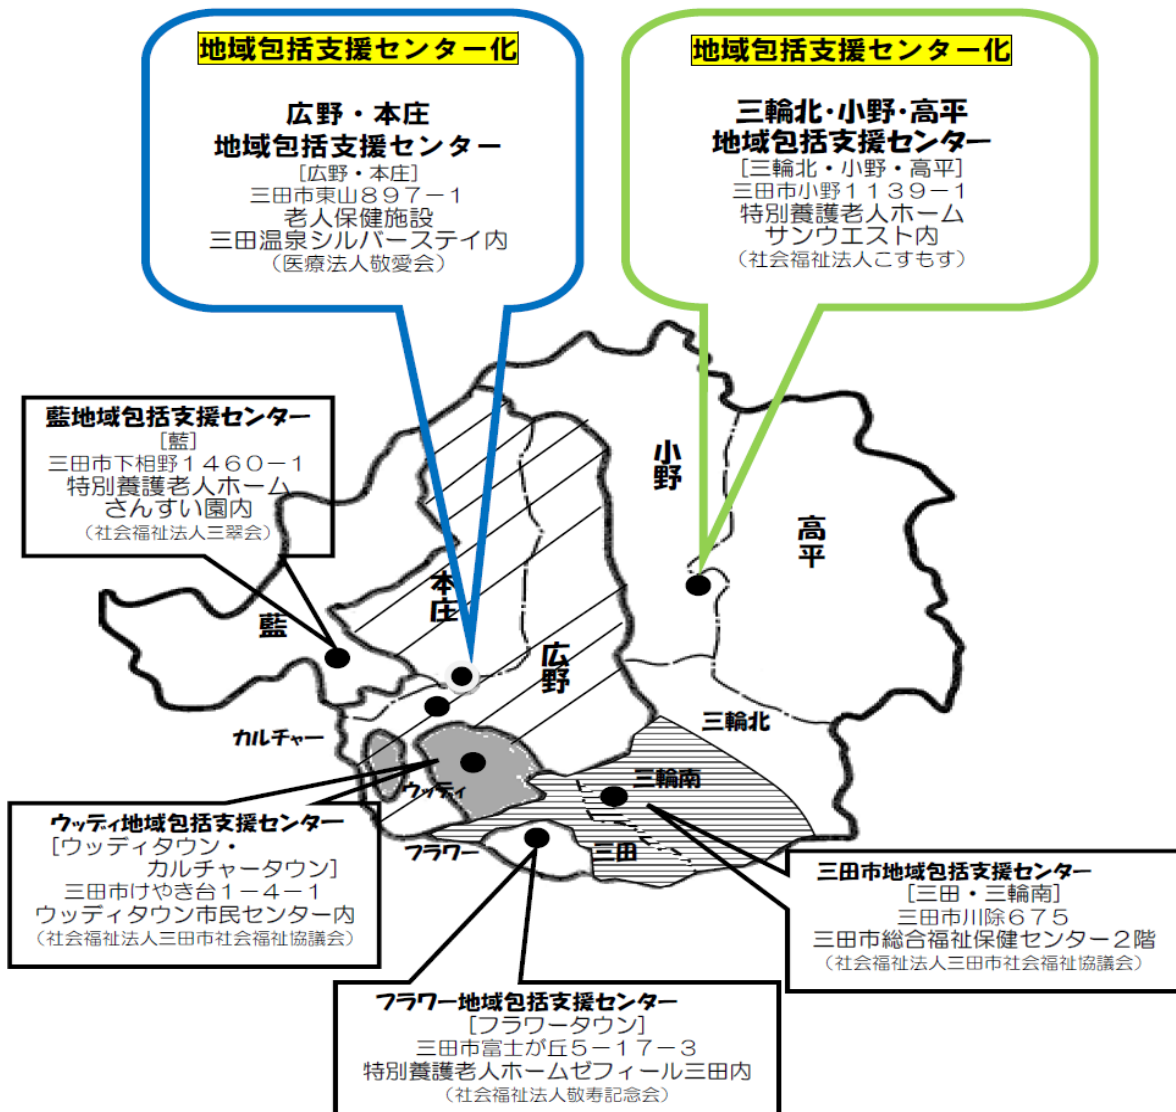 地域包括支援センター化
広野・本庄
地域包括支援センター
[広野・本庄]
三田市東山８９７－１
老人保健施設
三田温泉シルバーステイ内
（医療法人敬愛会）
地域包括支援センター化
三輪北・小野・高平
地域包括支援センター
[三輪北・小野・高平]
三田市小野１１３９－１
特別養護老人ホーム
サンウエスト内
（社会福祉法人こすもす）
藍地域包括支援センター
[藍]
三田市下相野１４６０－１
特別養護老人ホーム
さんすい園内
（社会福祉法人三翠会）
小野
高平
本庄
藍
広野
カルチャー
三輪北
ウッディ
三輪南
フラワー
三田
ウッディ地域包括支援センター
[ウッディタウン・
カルチャータウン]
三田市けやき台１－４－１
ウッディタウン市民センター内
（社会福祉法人三田市社会福祉協議会）
三田市地域包括支援センター
[三田・三輪南]
三田市川除６７５
三田市総合福祉保健センター２階
（社会福祉法人三田市社会福祉協議会）
フラワー地域包括支援センター
[フラワータウン]
三田市富士が丘５－１７－３
特別養護老人ホームゼフィール三田内
（社会福祉法人敬寿記念会）